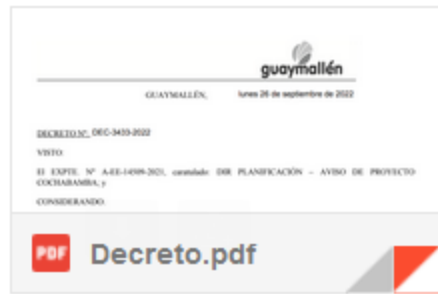 guaymallén
GUAYMALLÉN, lunes 26 de septiembre de 2022
DECRETO Nº DEC-3433-2022
VISTO:
El EXPTE. Nº A-EE-14509-2021, caratulado: DIR PLANIFICACIÓN – AVISO DE PROYECTO
COCHABAMBA; y
CONSIDERANDO:
PDF Decreto.pdf